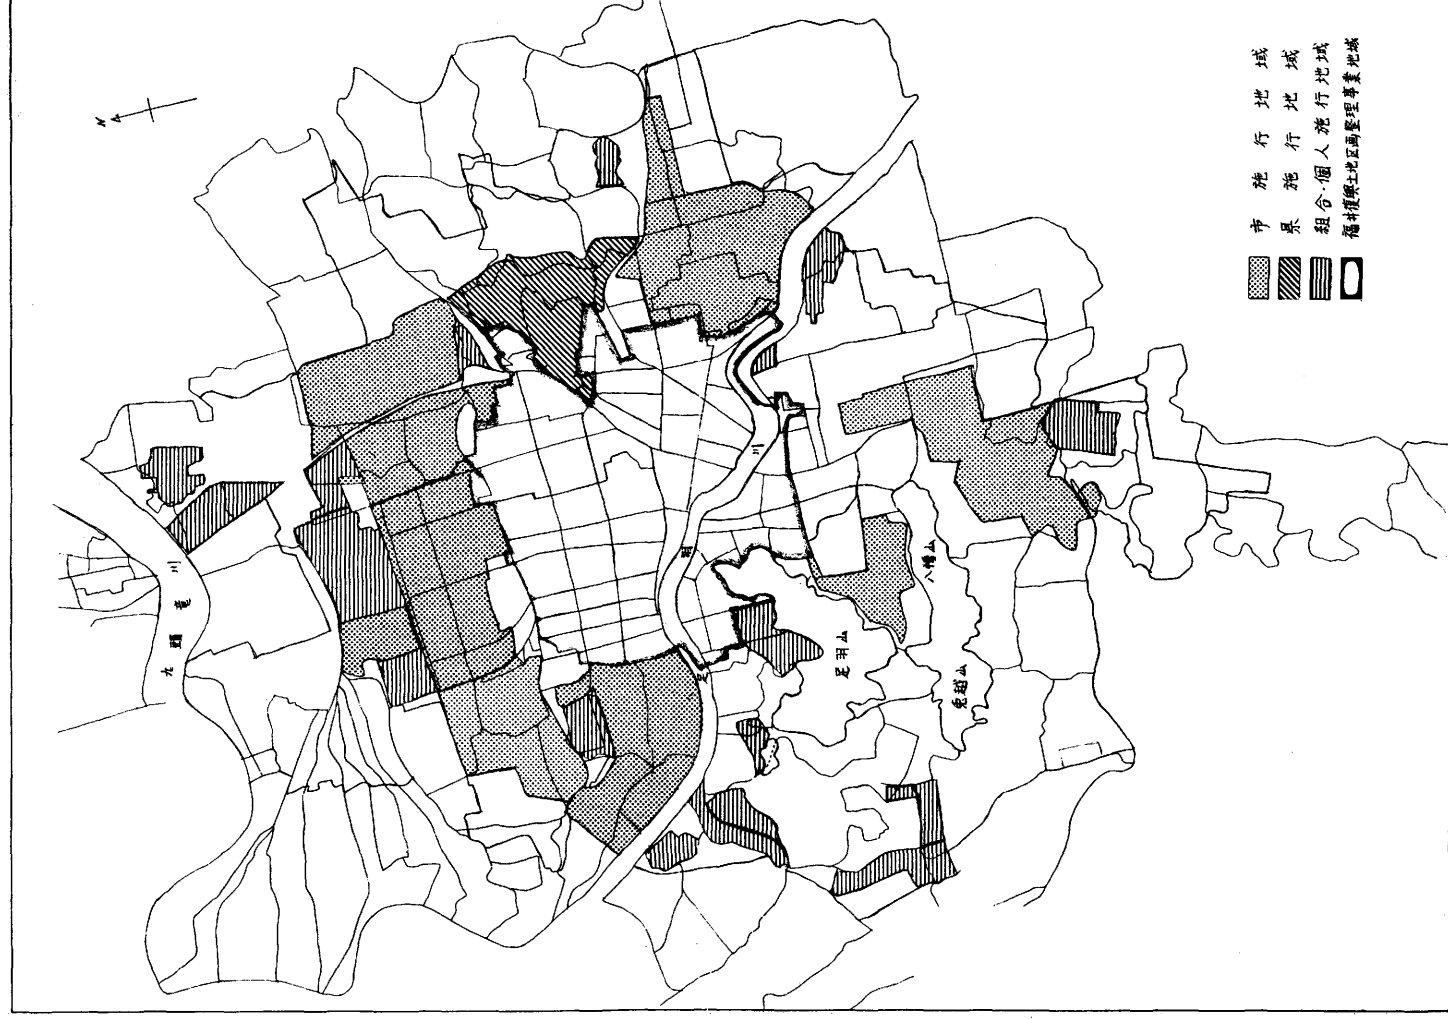 市施行地域
県施行地域
組合・個人施行地域
福井復興土地区画整理事業地域
N
九頭竜川
川
足羽山
八幡山
兎越山